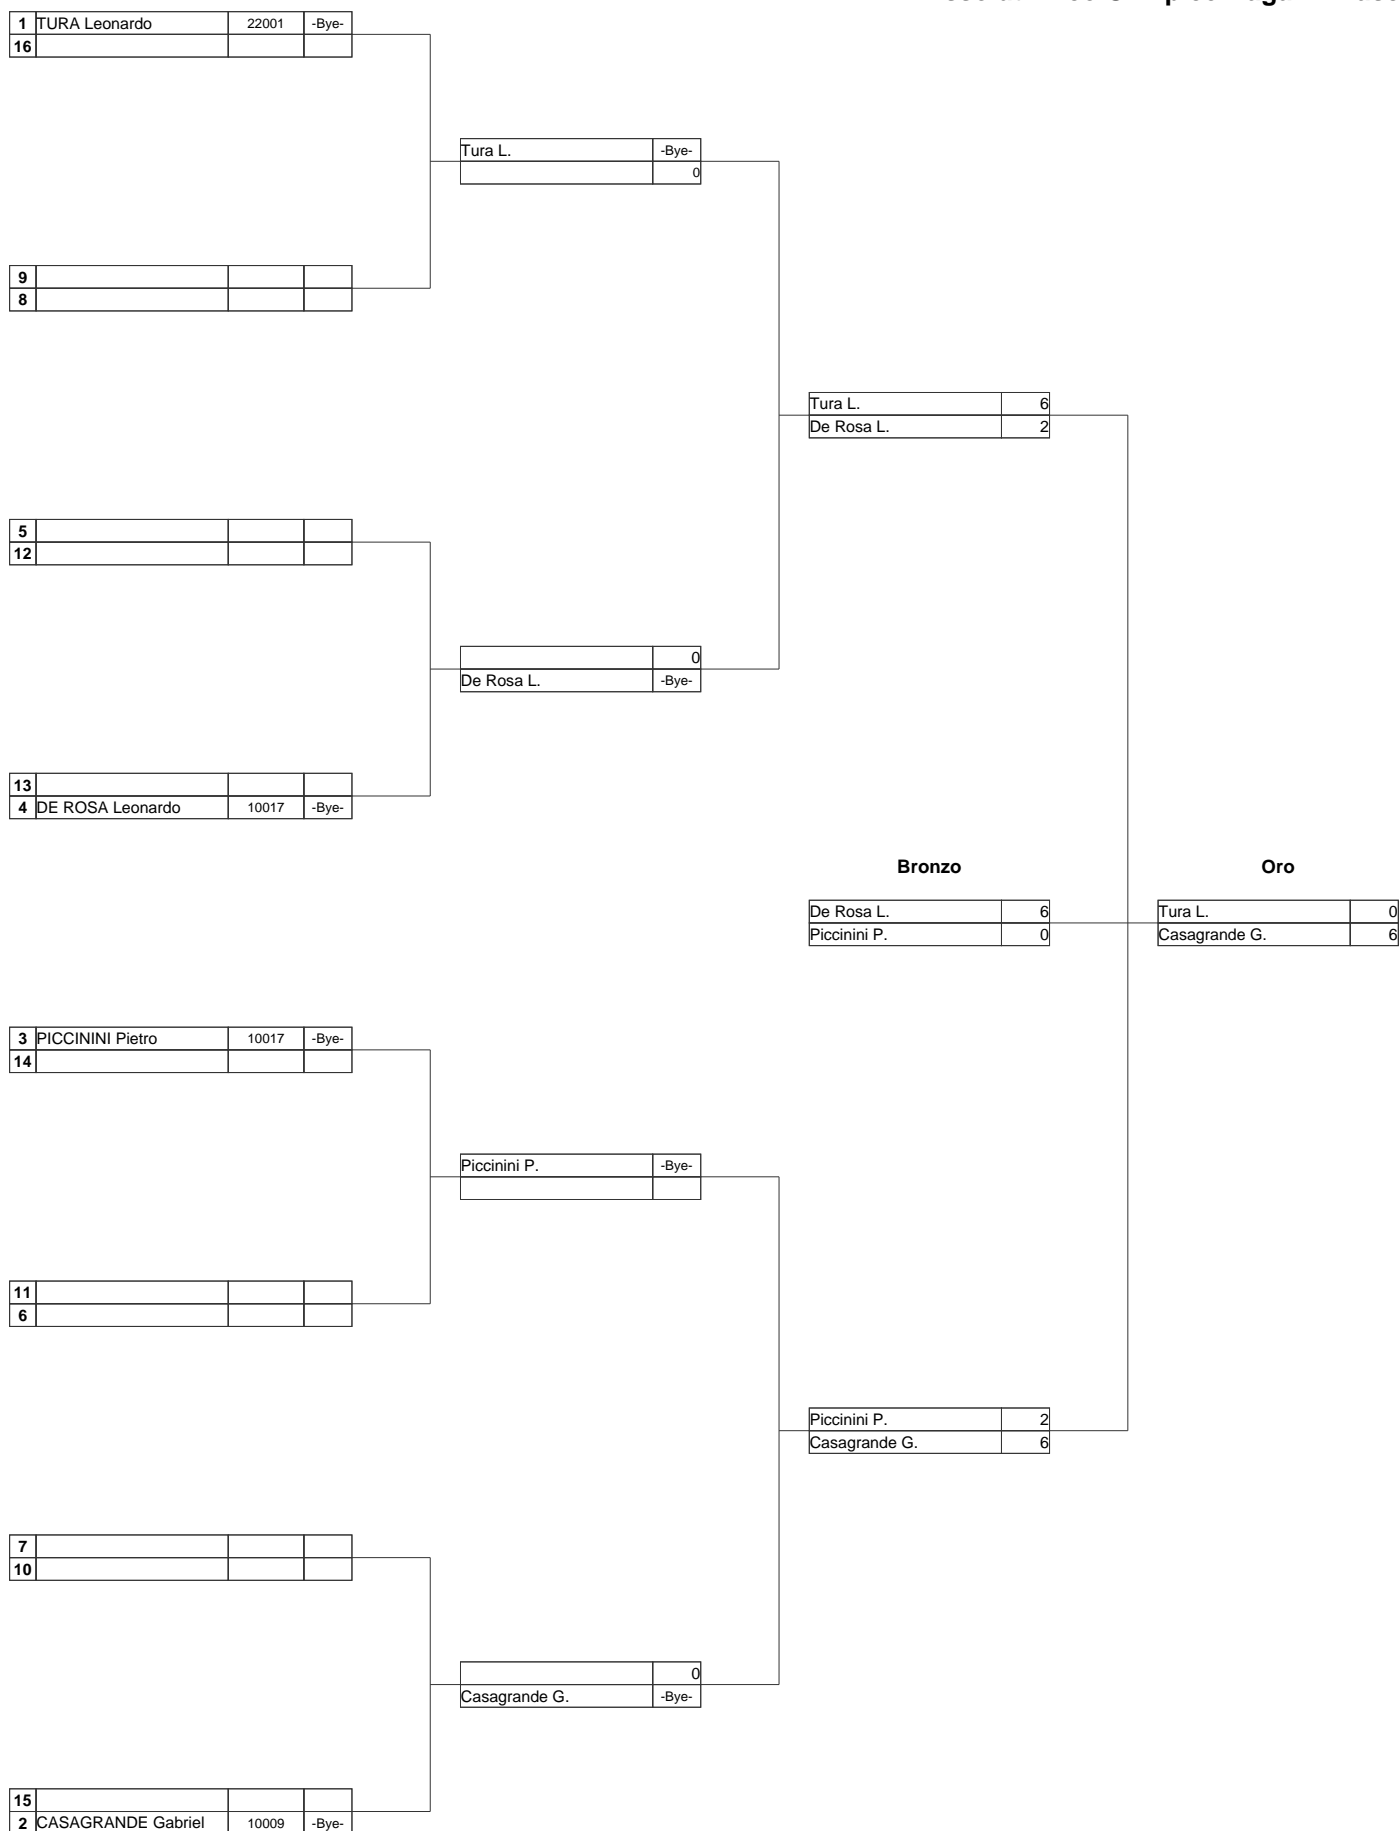 1 TURA Leonardo 22001 -Bye-
16
Tura L. -Bye-
0
9
8
Tura L. 6
De Rosa L. 2
5
12
0
De Rosa L. -Bye-
13
4 DE ROSA Leonardo 10017 -Bye-
Bronzo Oro
De Rosa L. 6 Tura L. 0
Piccinini P. 0 Casagrande G. 6
3 PICCININI Pietro 10017 -Bye-
14
Piccinini P. -Bye-
11
6
Piccinini P. 2
Casagrande G. 6
7
10
0
Casagrande G. -Bye-
15
2 CASAGRANDE Gabriel 10009 -Bye-